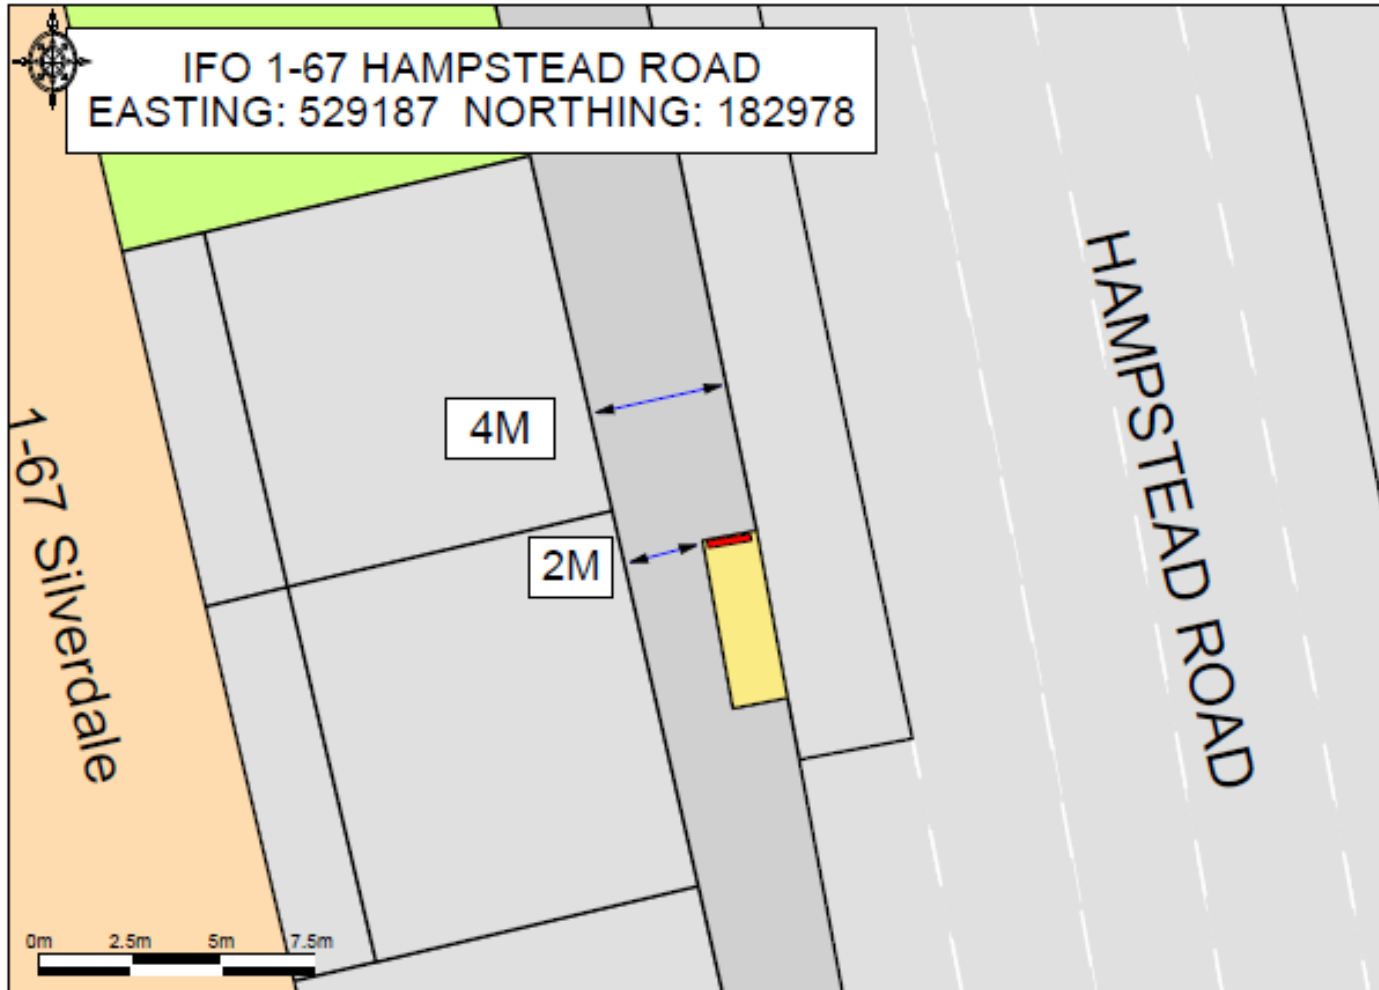 IFO 1-67 HAMPSTEAD ROAD
EASTING: 529187 NORTHING: 182978
HAMPSTEAD ROAD
4M
2M
1-67 Silverdale
0m 2.5m 5m 7.5m